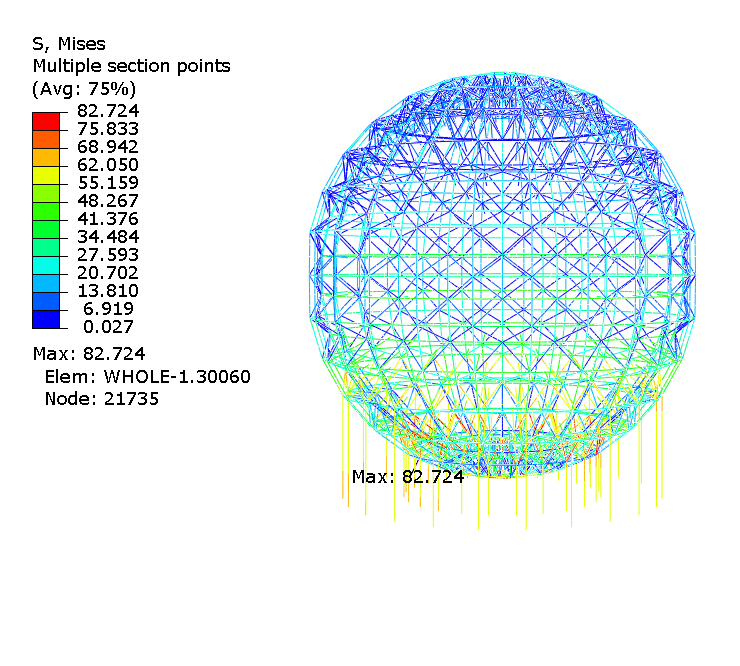 S, Mises
Multiple section points
(Avg: 75%)
82.724
75.833
68.942
62.050
55.159
48.267
41.376
34.484
27.593
20.702
13.810
6.919
0.027
Max: 82.724
Elem: WHOLE-1.30060
Node: 21735
Max: 82.724